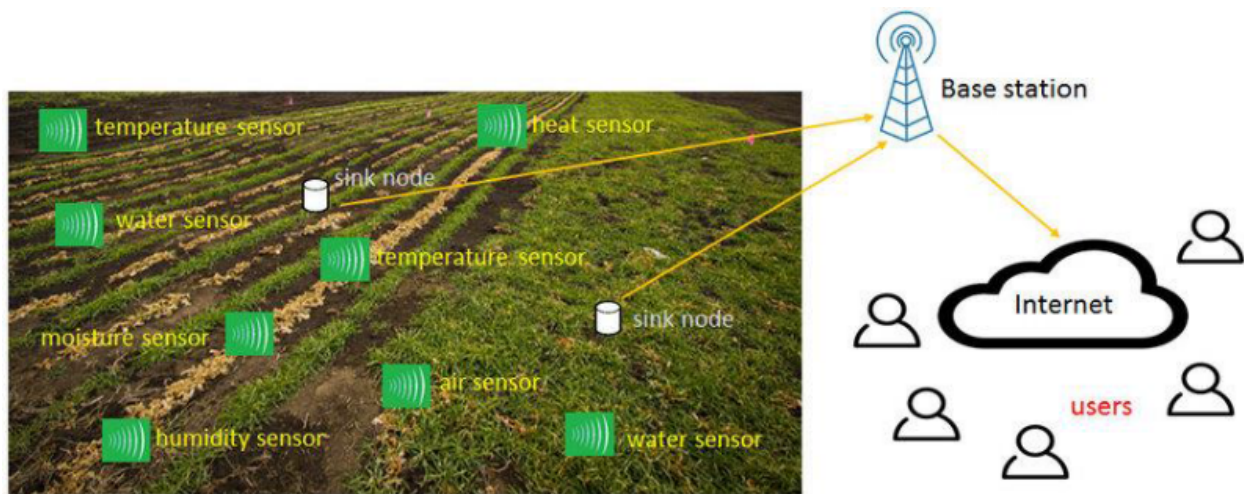 Base station
temperature sensor
heat sensor
sink node
water sensor
temperature sensor
Internet
sink node
moisture sensor
air sensor
users
humidity sensor
water sensor